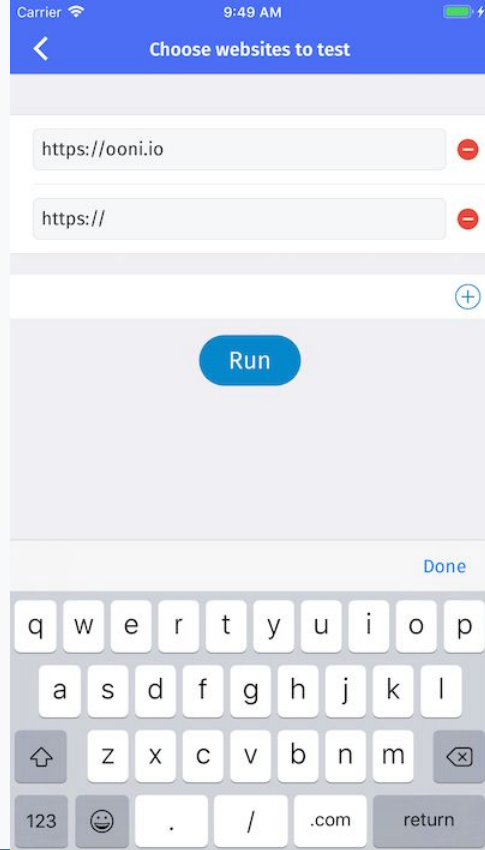 Carrier 9:49 AM
Choose websites to test
https://ooni.io
https://
Run
Done
q w e r t y u i o p
a s d f g h j k l
z x c v b n m
123 . / .com return